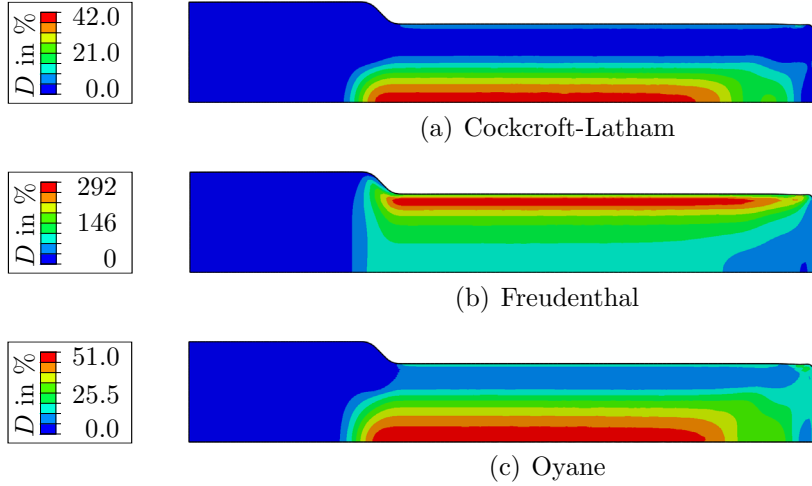 D in %
42.0
21.0
0.0
(a) Cockcroft-Latham
D in %
292
146
0
(b) Freudenthal
D in %
51.0
25.5
0.0
(c) Oyane